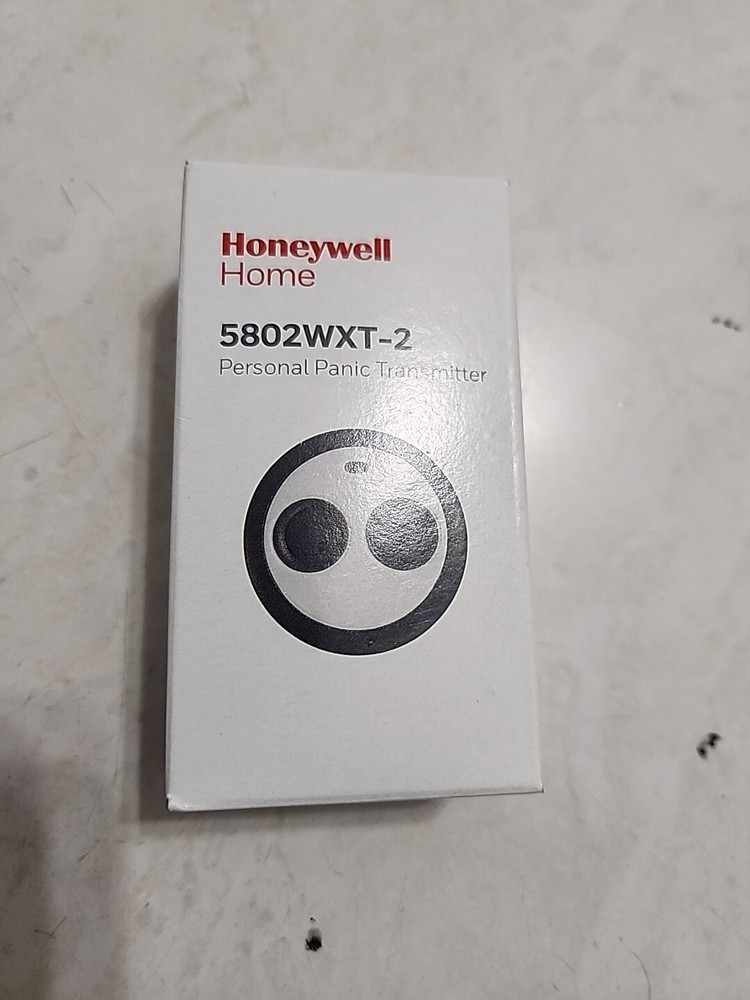 Honeywell
Home
5802WXT-2
Personal Panic Transmitter